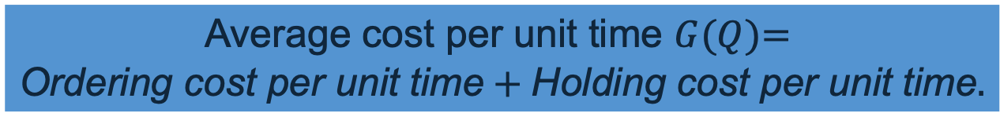 Average cost per unit time 𝐺(𝑄)=
Ordering cost per unit time + Holding cost per unit time.